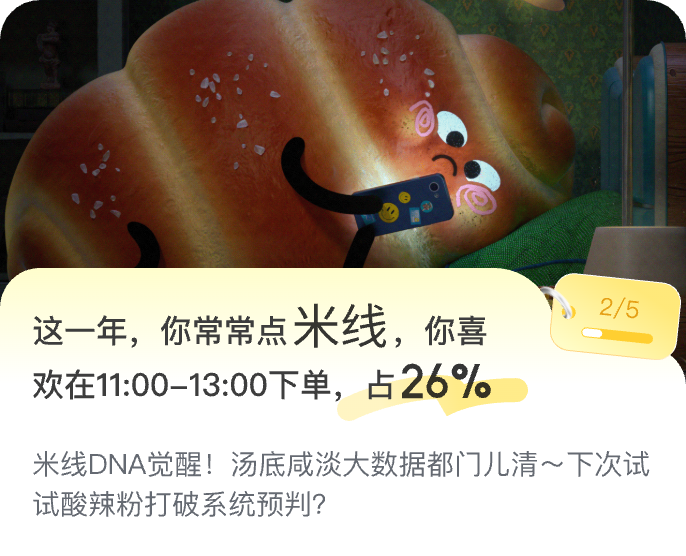 2/5
这一年，你常常点米线，你喜
欢在11:00–13:00下单，占26%
米线DNA觉醒！汤底咸淡大数据都门儿清～下次试
试酸辣粉打破系统预判？